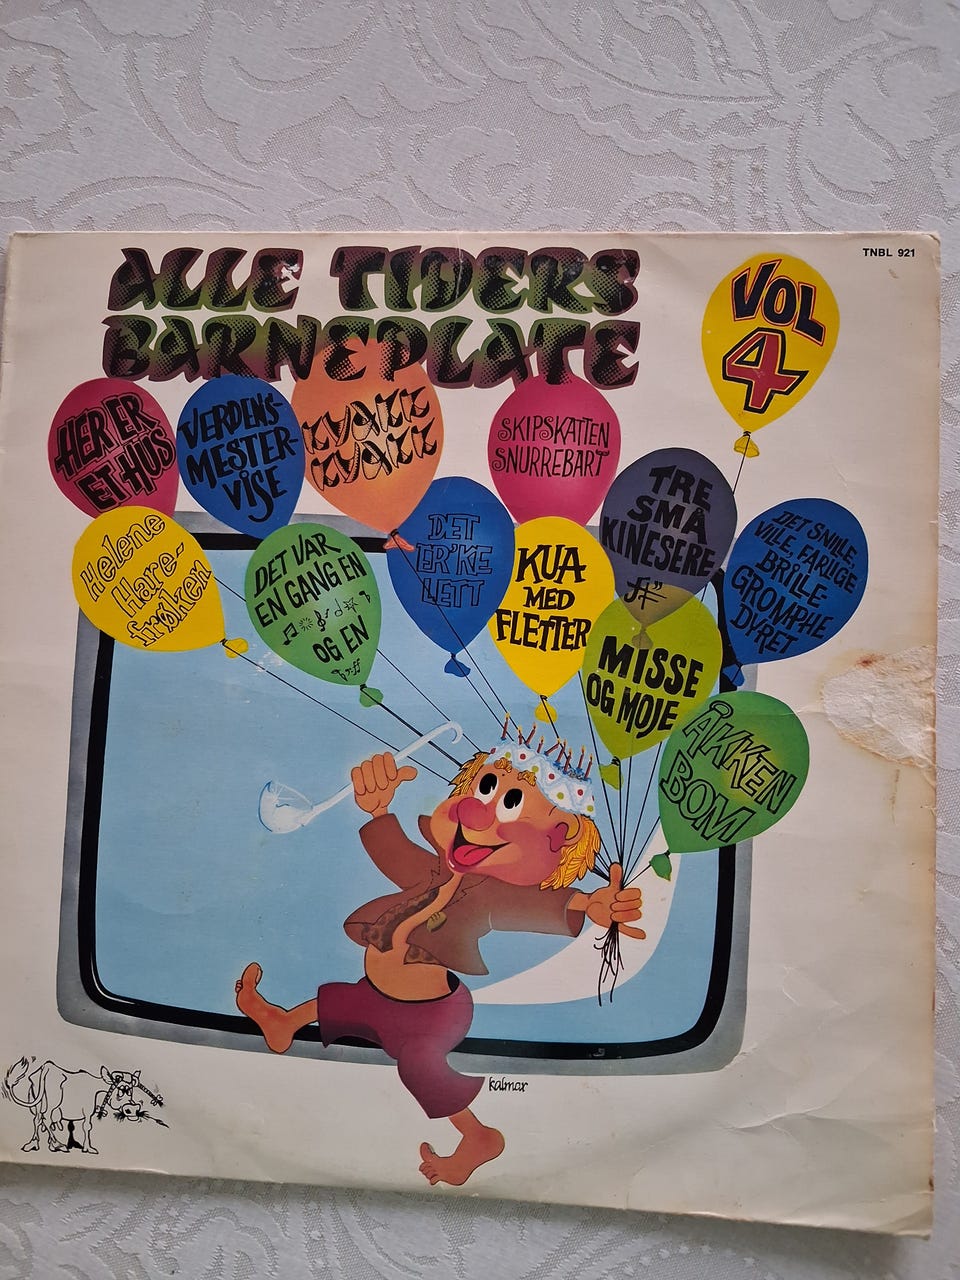 ALLE TIDERS
BARNEPLATE
TNBL 921
VOL
4
HER ER
ET HUS
VERDENS-
MESTER-
VISE
KVAKK
KVAKK
SKIPSKATTEN
SNURREBART
TRE
SMÅ
KINESERE
DET SNILLE,
VILLE, FARLIGE
BRILLE
GROMPHE
DYRET
Helene
Hare-
frøken
DET VAR
EN GANG EN
OG EN
DET
ER'KE
LETT
KUA
MED
FLETTER
MISSE
OG MOJE
ÅKKEN
BOM
kalmar